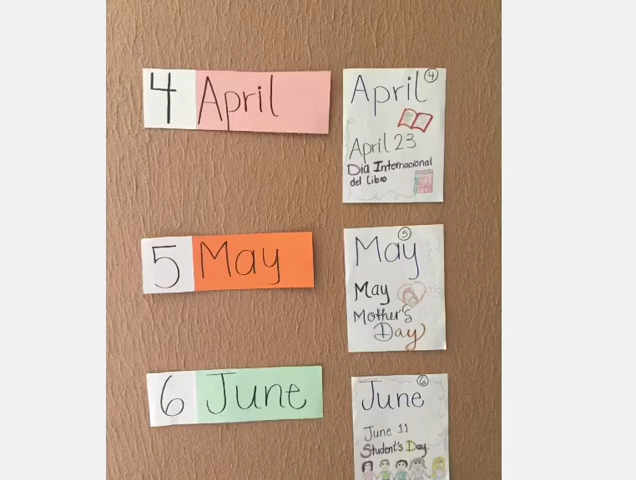 4 April
April 4
April 23
Día Internacional
del Libro
5 May
5
May
May
Mother's
Day
6 June
6
June
June 11
Student's Day